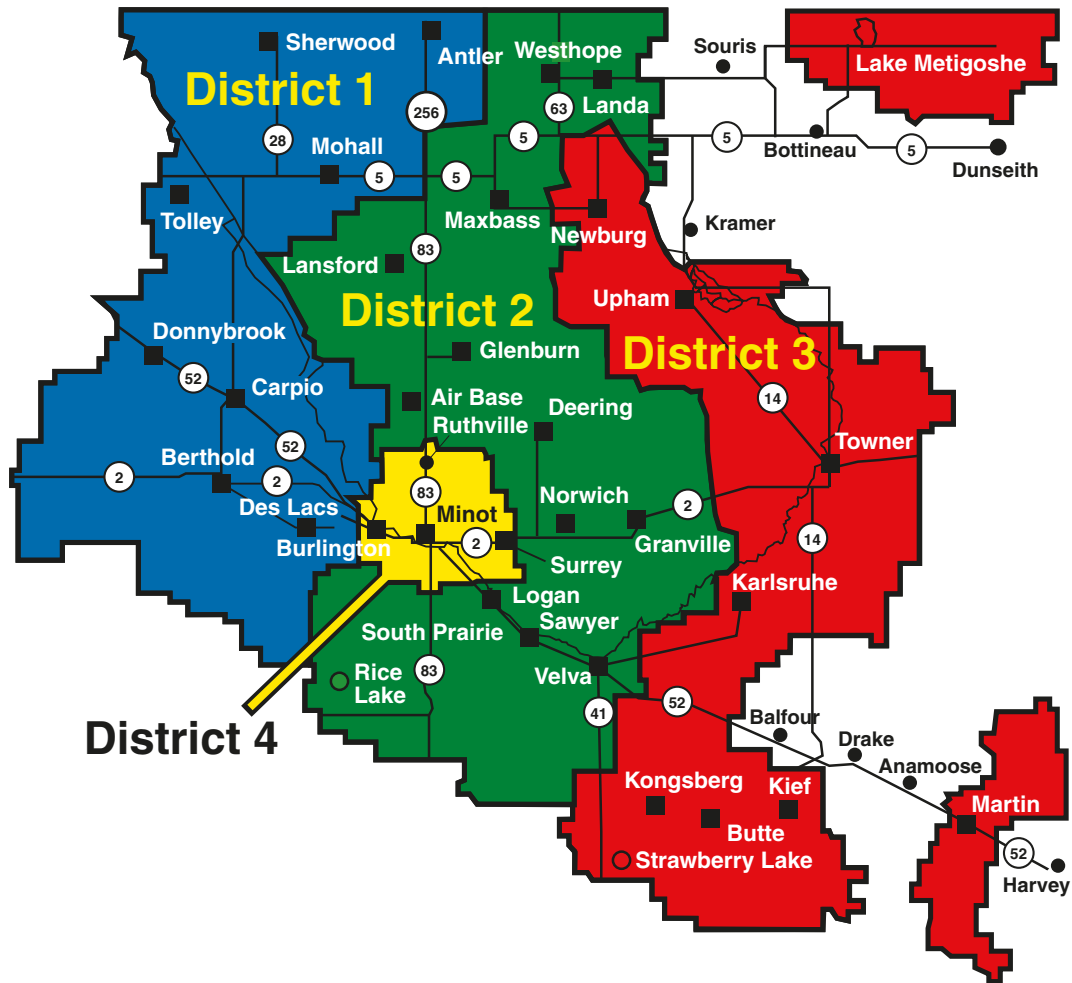 Sherwood
Antler
Westhope
Souris
Lake Metigoshe
District 1
Landa
256
63
28
Mohall
5
5
5
5
5
Bottineau
Dunseith
Tolley
Maxbass
Newburg
Kramer
83
Lansford
Upham
District 2
Donnybrook
Glenburn
District 3
52
Carpio
14
Air Base
Ruthville
Deering
52
Towner
Berthold
2
2
83
Norwich
2
Des Lacs
Minot
Burlington
2
Granville
14
Surrey
Karlsruhe
Logan
South Prairie
Sawyer
Rice
Lake
83
Velva
41
52
District 4
Balfour
Drake
Anamoose
Kongsberg
Kief
Martin
Butte
52
Strawberry Lake
Harvey